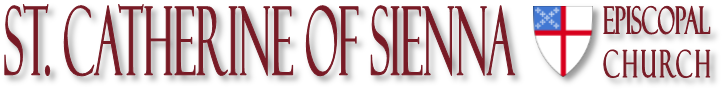 ST. CATHERINE OF SIENNA
EPISCOPAL
CHURCH